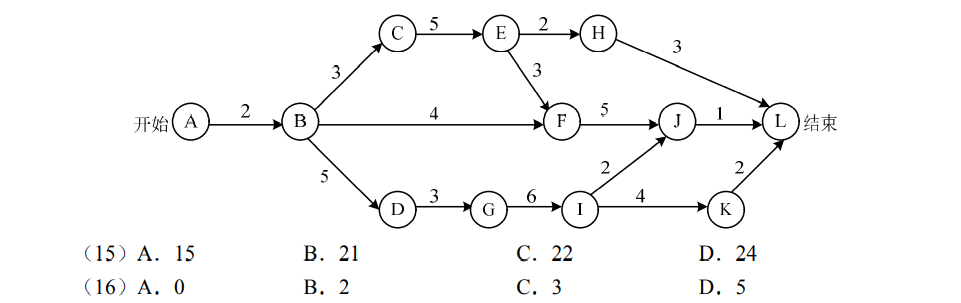 C 5 E 2 H
3 3 3
开始 A 2 B 4 F 5 J 1 L 结束
5 2 2
D 3 G 6 I 4 K
（15）A．15 B．21 C．22 D．24
（16）A．0 B．2 C．3 D．5